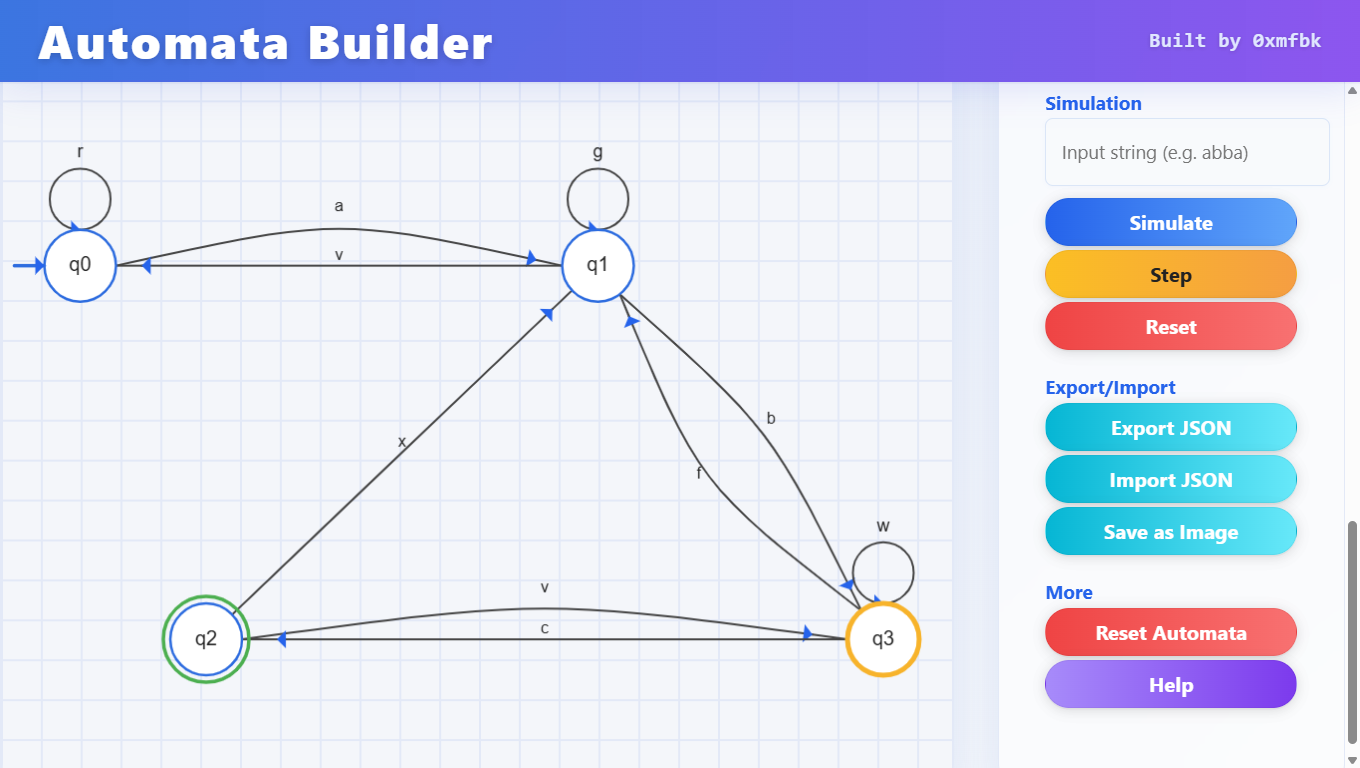 Automata Builder
Built by 0xmfbk
r
g
a
v
q0
q1
x
b
f
w
v
c
q2
q3
Simulation
Input string (e.g. abba)
Simulate
Step
Reset
Export/Import
Export JSON
Import JSON
Save as Image
More
Reset Automata
Help